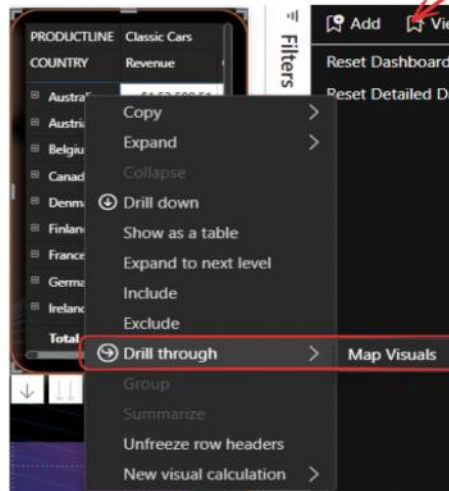 PRODUCTLINE Classic Cars
COUNTRY Revenue
Filters
Add
Reset Dashboard
Reset Detailed
Copy
Expand
Collapse
Drill down
Show as a table
Expand to next level
Include
Exclude
Drill through
Map Visuals
Group
Summarize
Unfreeze row headers
New visual calculation
Total